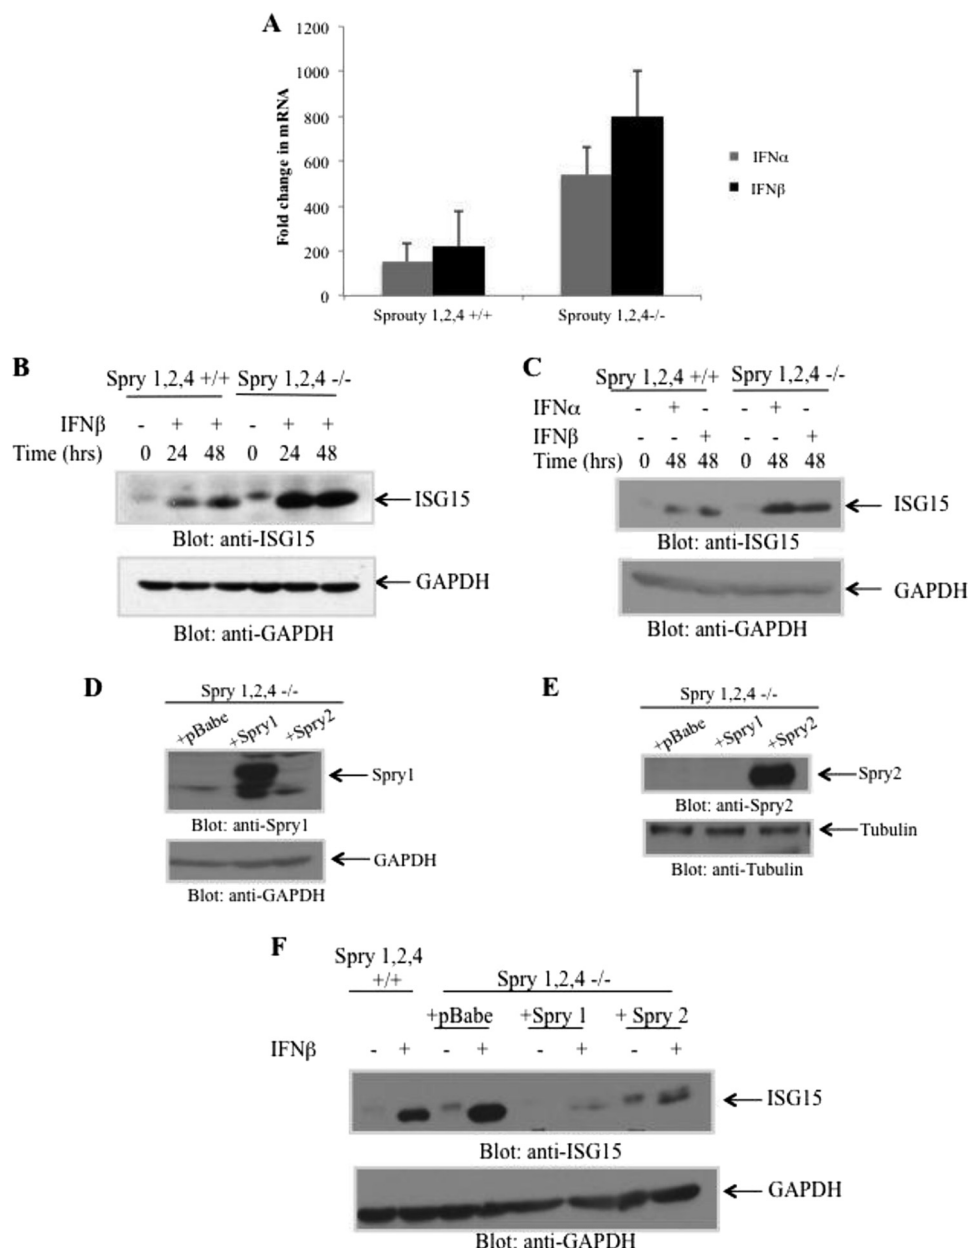 A
1200
1000
800
600
400
200
0
Fold change in mRNA
IFNα
IFNβ
Sprouty 1,2,4 +/+ Sprouty 1,2,4-/-
B
Spry 1,2,4 +/+ Spry 1,2,4 -/-
IFNβ - + + - + +
Time (hrs) 0 24 48 0 24 48
ISG15
Blot: anti-ISG15
GAPDH
Blot: anti-GAPDH
C
Spry 1,2,4 +/+ Spry 1,2,4 -/-
IFNα - + - - + -
IFNβ - - + - - +
Time (hrs) 0 48 48 0 48 48
ISG15
Blot: anti-ISG15
GAPDH
Blot: anti-GAPDH
D
Spry 1,2,4 -/-
+pBabe +Spry1 +Spry2
Spry1
Blot: anti-Spry1
GAPDH
Blot: anti-GAPDH
E
Spry 1,2,4 -/-
+pBabe +Spry1 +Spry2
Spry2
Blot: anti-Spry2
Tubulin
Blot: anti-Tubulin
F
Spry 1,2,4
+/+
Spry 1,2,4 -/-
+pBabe +Spry 1 + Spry 2
IFNβ - + - + - + - +
ISG15
Blot: anti-ISG15
GAPDH
Blot: anti-GAPDH